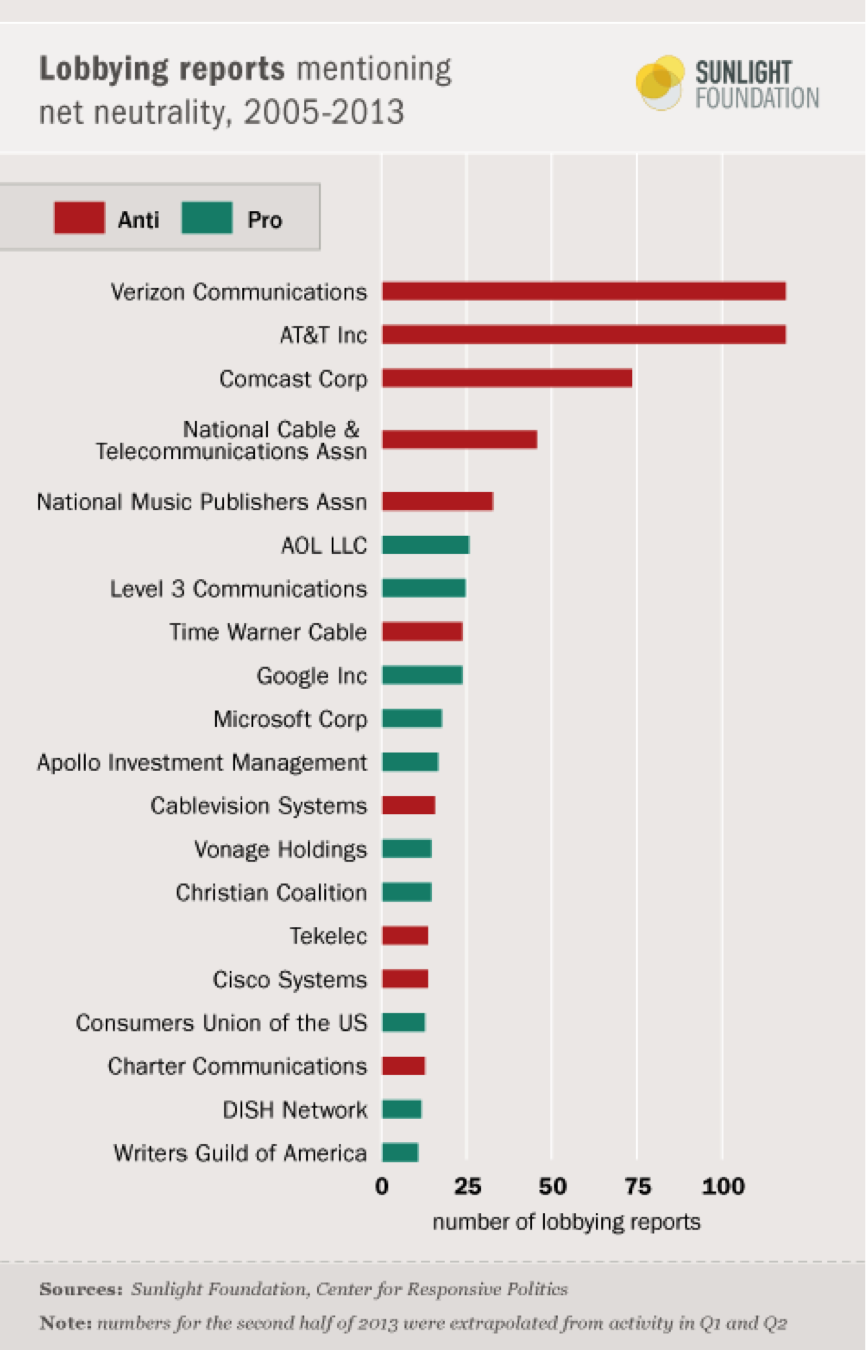 Lobbying reports mentioning
net neutrality, 2005-2013
SUNLIGHT
FOUNDATION
Anti
Pro
Verizon Communications
AT&T Inc
Comcast Corp
National Cable &
Telecommunications Assn
National Music Publishers Assn
AOL LLC
Level 3 Communications
Time Warner Cable
Google Inc
Microsoft Corp
Apollo Investment Management
Cablevision Systems
Vonage Holdings
Christian Coalition
Tekelec
Cisco Systems
Consumers Union of the US
Charter Communications
DISH Network
Writers Guild of America
0 25 50 75 100
number of lobbying reports
Sources: Sunlight Foundation, Center for Responsive Politics
Note: numbers for the second half of 2013 were extrapolated from activity in Q1 and Q2